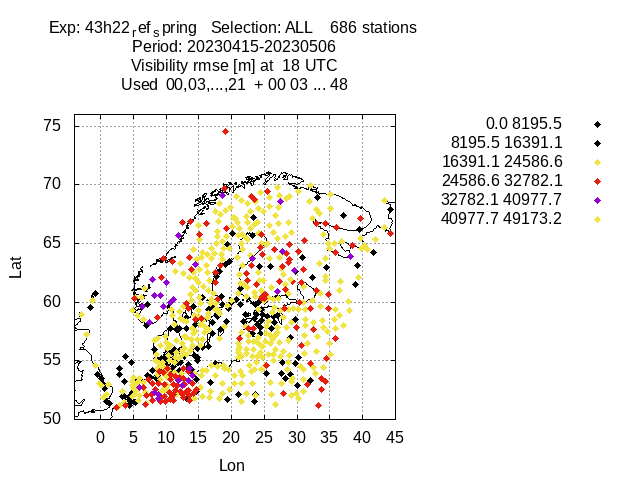 Exp: 43h22ref_spring Selection: ALL 686 stations
Period: 20230415-20230506
Visibility rmse [m] at 18 UTC
Used 00,03,...,21 + 00 03 ... 48
0.0 8195.5
8195.5 16391.1
16391.1 24586.6
24586.6 32782.1
32782.1 40977.7
40977.7 49173.2
75
70
65
60
55
50
Lat
0 5 10 15 20 25 30 35 40 45
Lon